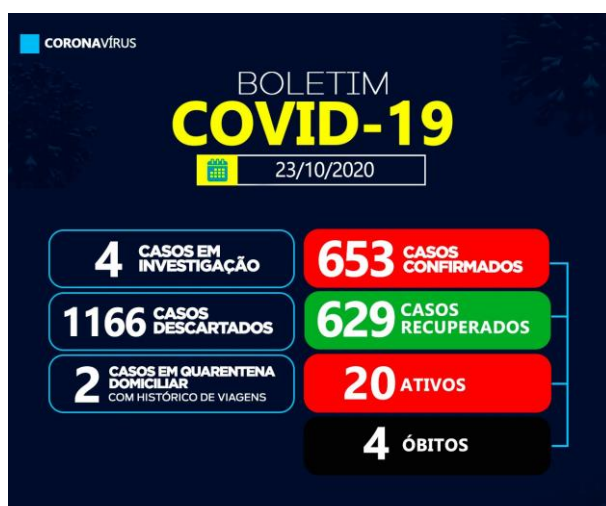 CORONAVÍRUS
BOLETIM
COVID-19
23/10/2020
4 CASOS EM
INVESTIGAÇÃO
1166 CASOS
DESCARTADOS
2 CASOS EM QUARENTENA
DOMICILIAR
COM HISTÓRICO DE VIAGENS
653 CASOS
CONFIRMADOS
629 CASOS
RECUPERADOS
20 ATIVOS
4 ÓBITOS